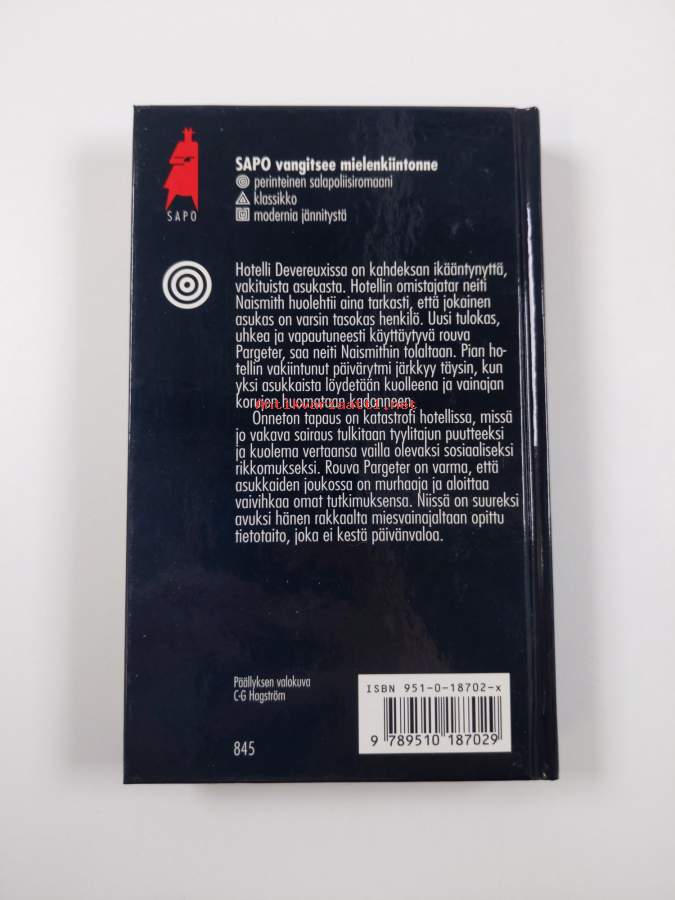 SAPO
SAPO vangitsee mielenkiintonne
perinteinen salapoliisiromaani
klassikko
modernia jännitystä
Hotelli Devereuxissa on kahdeksan ikääntynyttä,
vakituista asukasta. Hotellin omistajatar neiti
Naismith huolehtii aina tarkasti, että jokainen
asukas on varsin tasokas henkilö. Uusi tulokas,
uhkea ja vapautuneesti käyttäytyvä rouva
Pargeter, saa neiti Naismithin tolaltaan. Pian ho-
tellin vakiintunut päivärytmi järkkyy täysin, kun
yksi asukkaista löydetään kuolleena ja vainajan
korujen huomataan kadonneen.
Antikvariaatti.net
Onneton tapaus on katastrofi hotellissa, missä
jo vakava sairaus tulkitaan tyylitajun puutteeksi
ja kuolema vertaansa vailla olevaksi sosiaaliseksi
rikkomukseksi. Rouva Pargeter on varma, että
asukkaiden joukossa on murhaaja ja aloittaa
vaivihkaa omat tutkimuksensa. Niissä on suureksi
avuksi hänen rakkaalta miesvainajaltaan opittu
tietotaito, joka ei kestä päivänvaloa.
Päällyksen valokuva
C-G Hagström
ISBN 951-0-18702-x
9 789510 187029
845